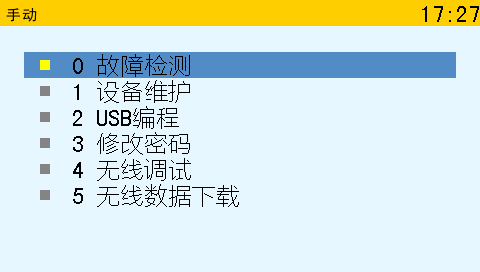 手动 17:27
0 故障检测
1 设备维护
2 USB编程
3 修改密码
4 无线调试
5 无线数据下载